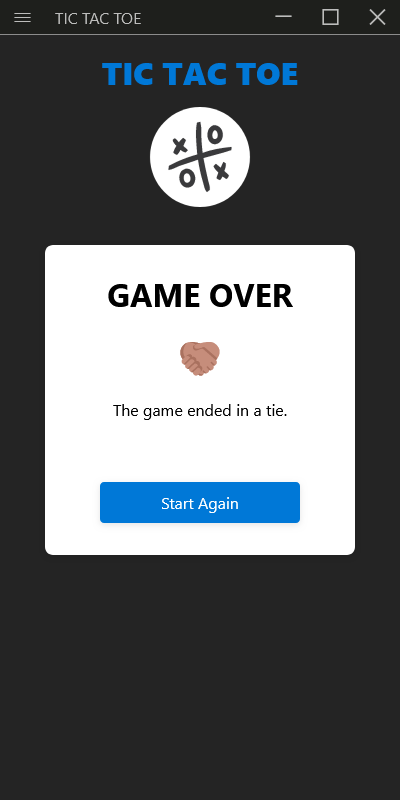 TIC TAC TOE
TIC TAC TOE
GAME OVER
The game ended in a tie.
Start Again